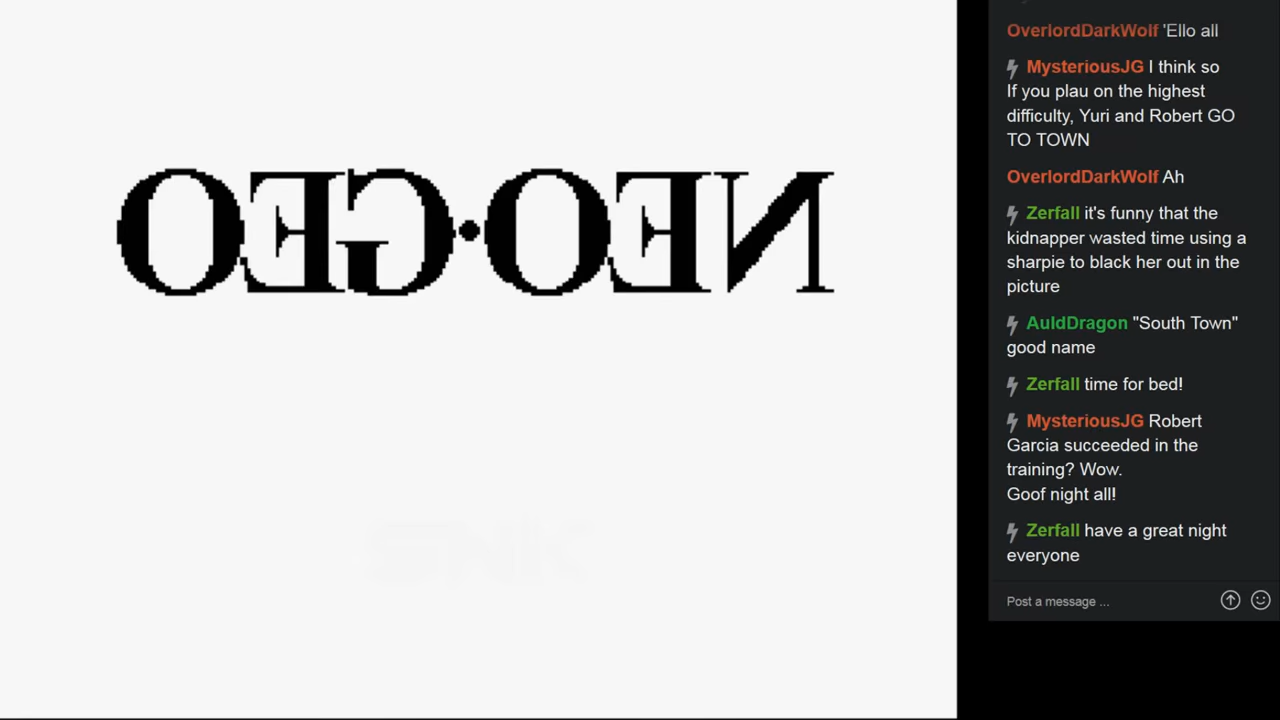 NEO•GEO
OverlordDarkWolf 'Ello all
MysteriousJG I think so
If you plau on the highest
difficulty, Yuri and Robert GO
TO TOWN
OverlordDarkWolf Ah
Zerfall it's funny that the
kidnapper wasted time using a
sharpie to black her out in the
picture
AuldDragon "South Town"
good name
Zerfall time for bed!
MysteriousJG Robert
Garcia succeeded in the
training? Wow.
Goof night all!
Zerfall have a great night
everyone
Post a message ...